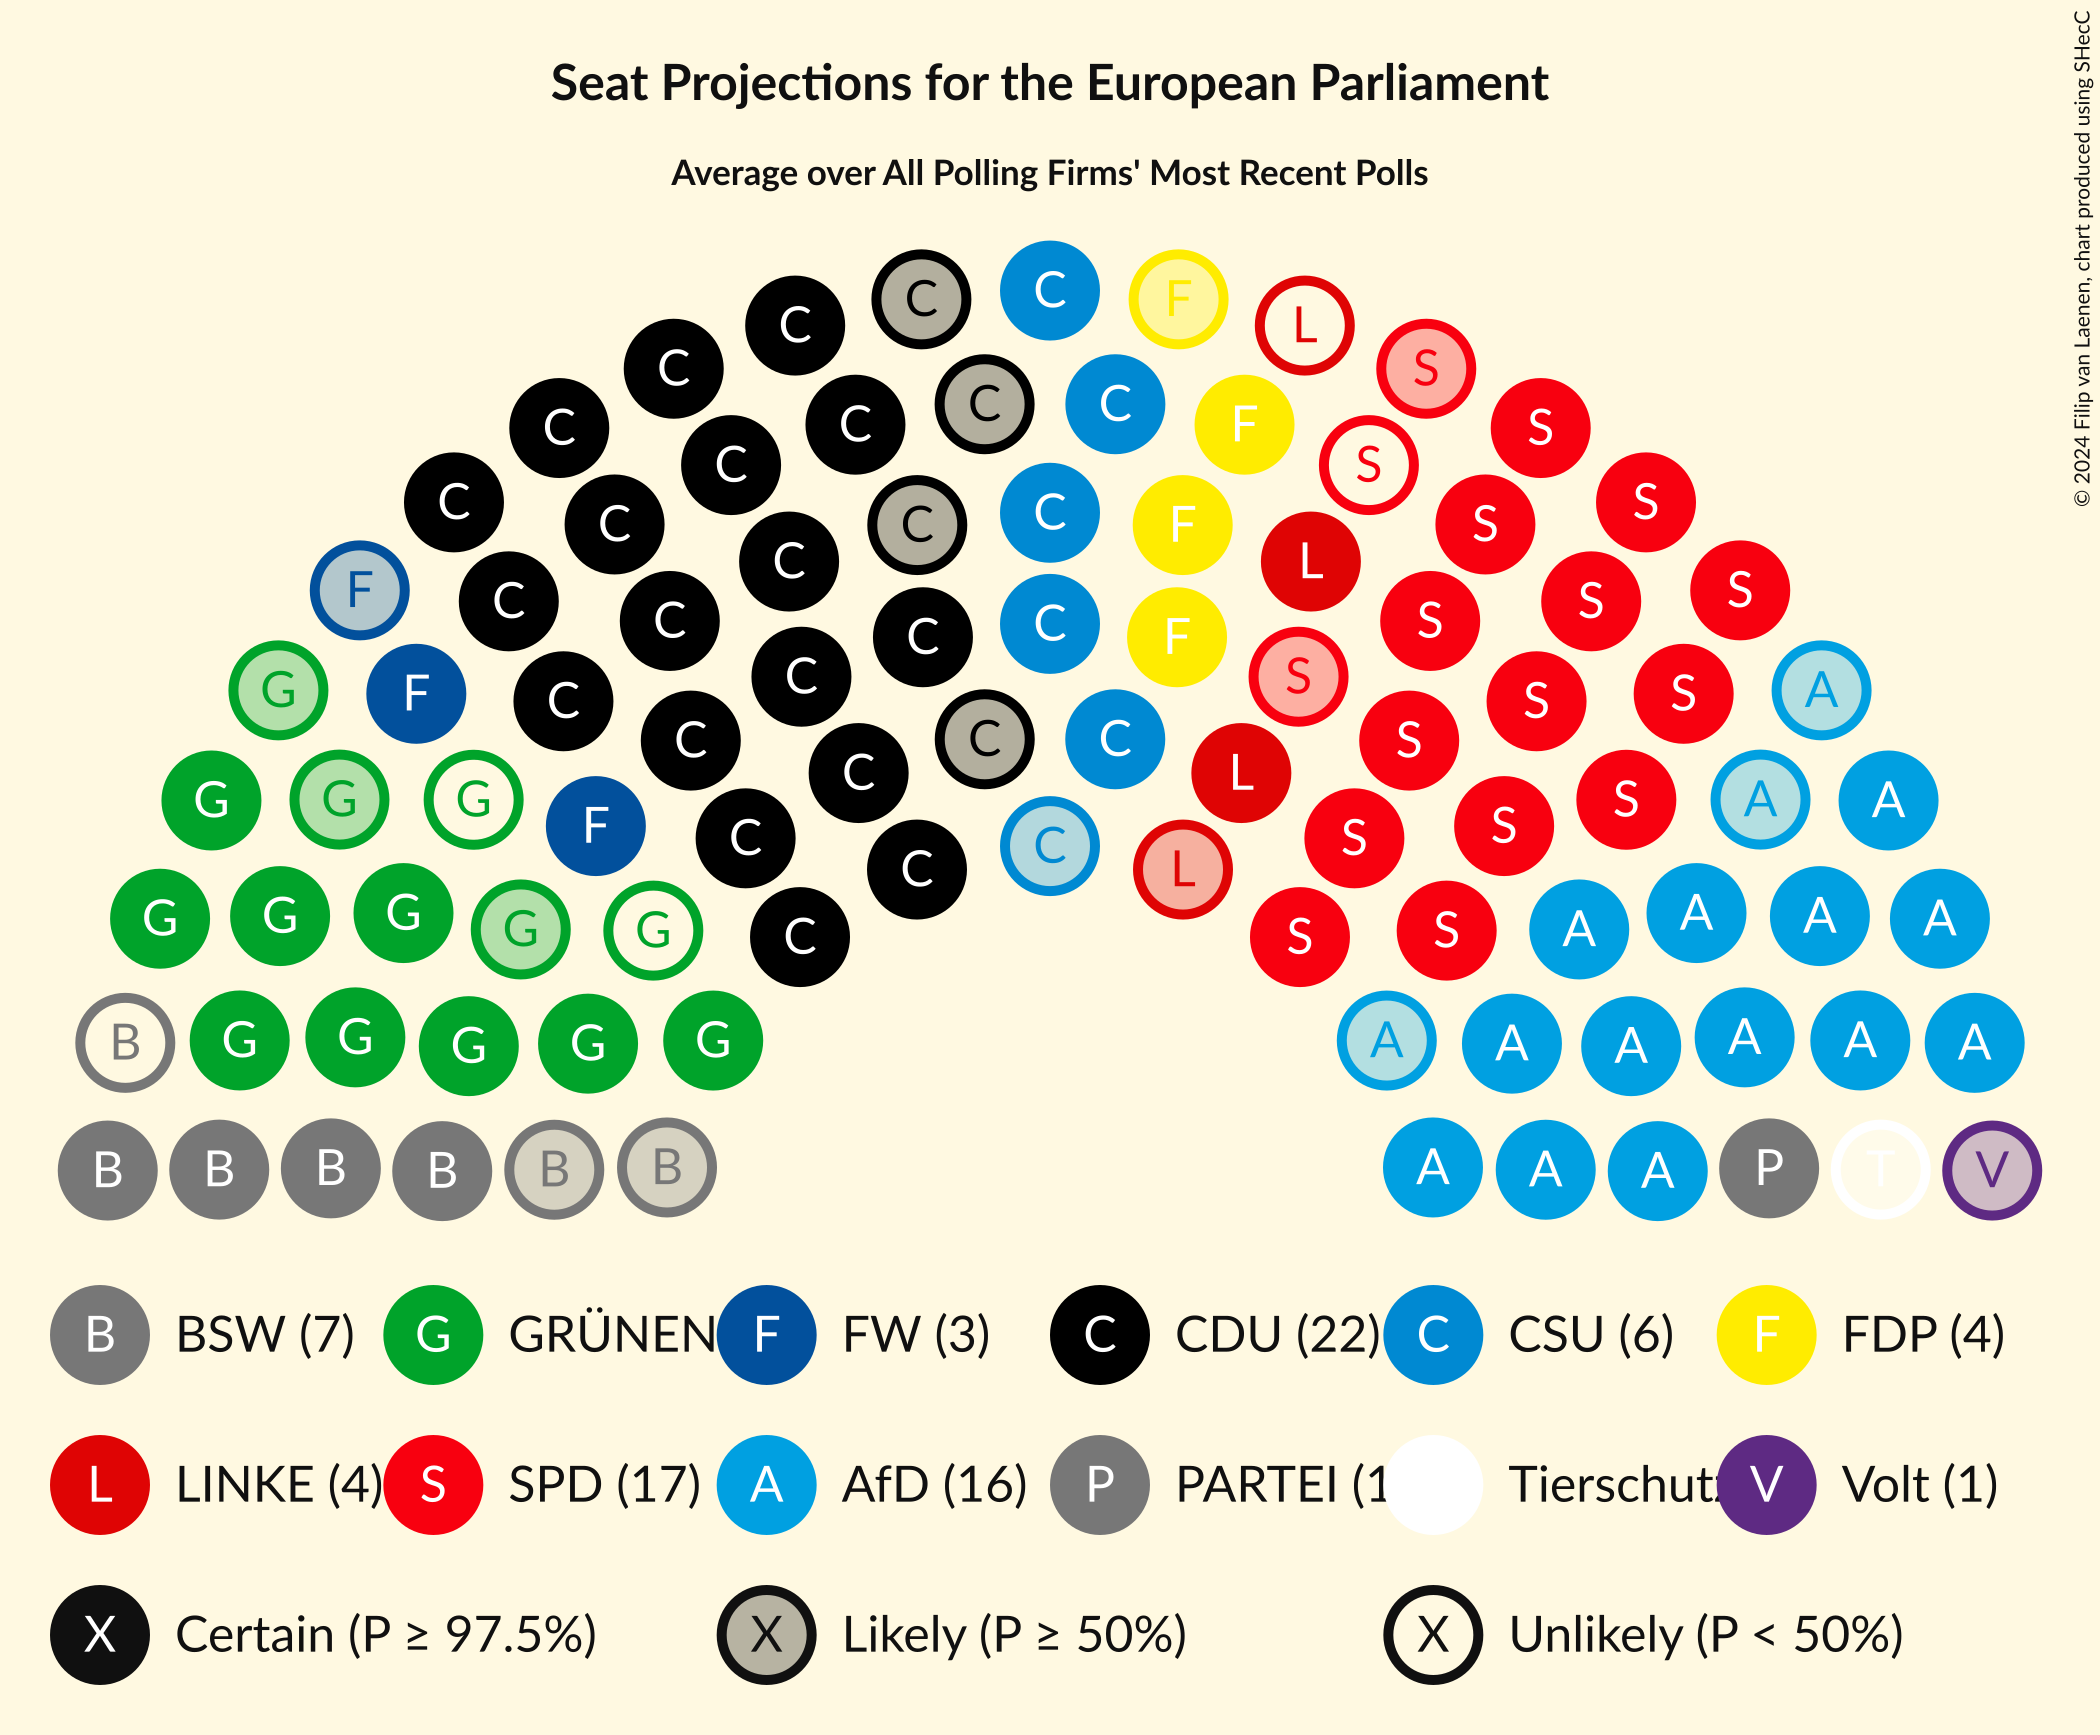 Seat Projections for the European Parliament
Average over All Polling Firms' Most Recent Polls
© 2024 Filip van Laenen, chart produced using SHecC
C C C F L
C C S
C C C C F S
C C S S
C C C F S S
C C C L S
F C C C F S S
C C S
G F C C C S S S A
C C C L S
G G G F C S S S A A
C C L
G G G G G C S S A A A A
B G G G G G A A A A A A
B B B B B B A A A P T V
B BSW (7) G GRÜNEN F FW (3) C CDU (22) C CSU (6) F FDP (4)
L LINKE (4) S SPD (17) A AfD (16) P PARTEI (1 Tierschutz V Volt (1)
X Certain (P ≥ 97.5%) X Likely (P ≥ 50%) X Unlikely (P < 50%)